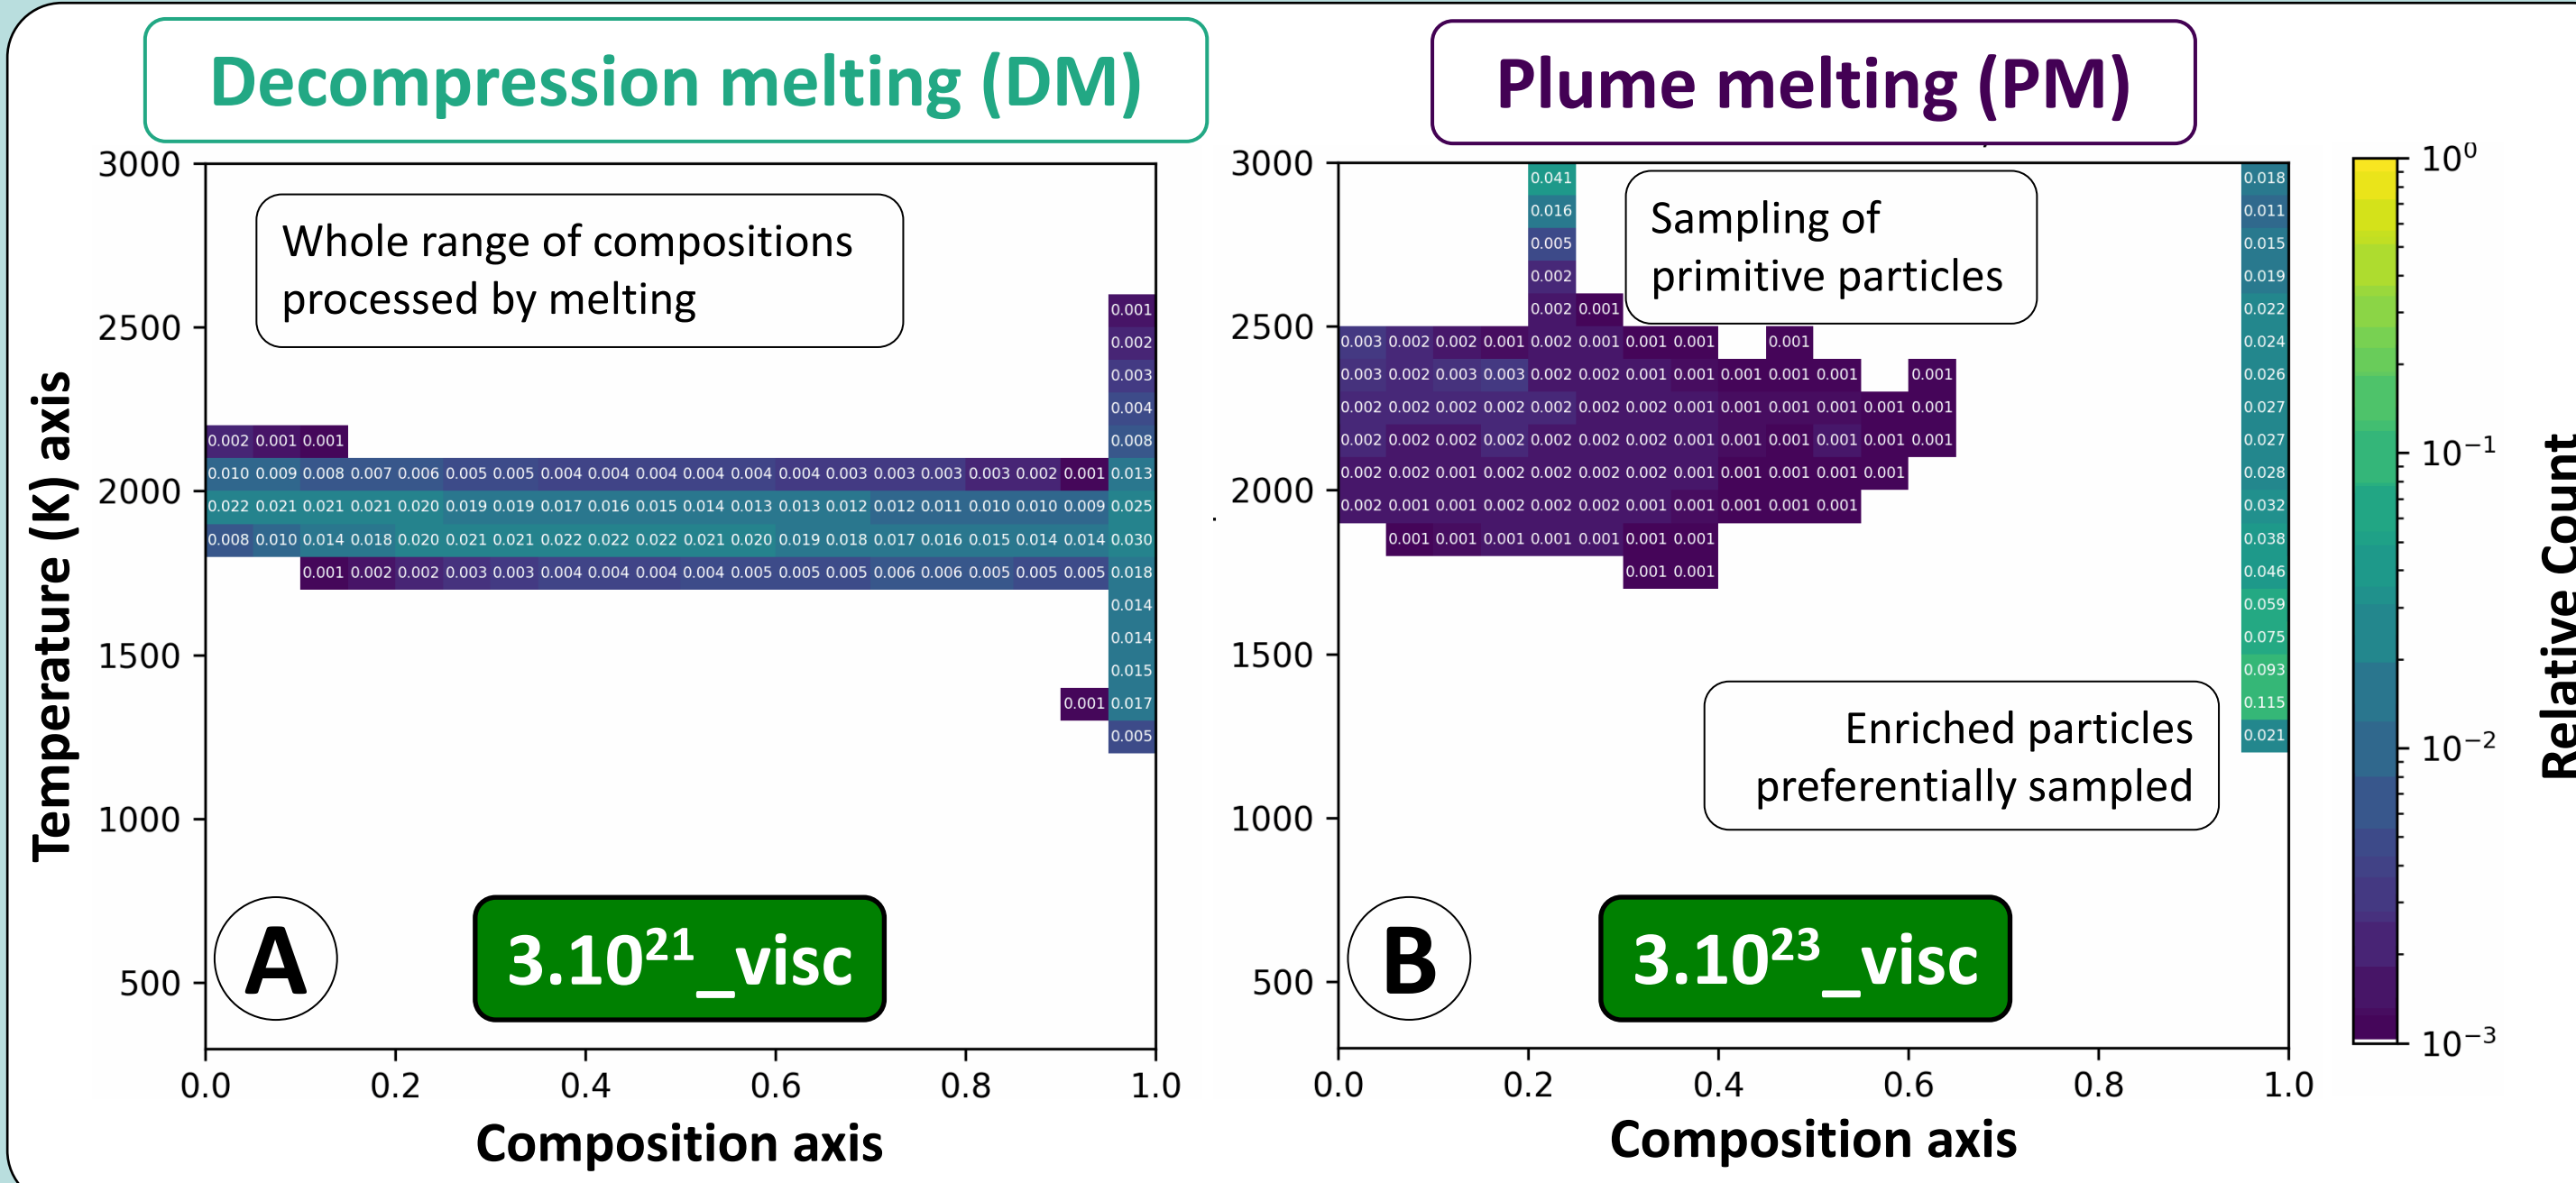 Decompression melting (DM)
Plume melting (PM)
Temperature (K) axis
3000
2500
2000
1500
1000
500
Whole range of compositions
processed by melting
0.001
0.002
0.003
0.004
0.002 0.001 0.001 0.008
0.010 0.009 0.008 0.007 0.006 0.005 0.005 0.004 0.004 0.004 0.004 0.004 0.004 0.003 0.003 0.003 0.003 0.002 0.001 0.013
0.022 0.021 0.021 0.021 0.020 0.019 0.019 0.017 0.016 0.015 0.014 0.013 0.013 0.012 0.012 0.011 0.010 0.010 0.009 0.025
0.008 0.010 0.014 0.018 0.020 0.021 0.021 0.022 0.022 0.022 0.021 0.020 0.019 0.018 0.017 0.016 0.015 0.014 0.014 0.030
0.001 0.002 0.002 0.003 0.003 0.004 0.004 0.004 0.004 0.005 0.005 0.005 0.006 0.006 0.005 0.005 0.005 0.018
0.014
0.014
0.015
0.001 0.017
0.005
A
3.10²¹_visc
0.0 0.2 0.4 0.6 0.8 1.0
Composition axis
3000
2500
2000
1500
1000
500
Sampling of
primitive particles
0.041 0.018
0.016 0.011
0.005 0.015
0.002 0.019
0.002 0.001 0.022
0.003 0.002 0.002 0.001 0.002 0.001 0.001 0.001 0.001 0.024
0.003 0.002 0.003 0.003 0.002 0.002 0.001 0.001 0.001 0.001 0.001 0.001 0.026
0.002 0.002 0.002 0.002 0.002 0.002 0.002 0.001 0.001 0.001 0.001 0.001 0.001 0.027
0.002 0.002 0.002 0.002 0.002 0.002 0.002 0.001 0.001 0.001 0.001 0.001 0.001 0.027
0.002 0.002 0.001 0.002 0.002 0.002 0.002 0.001 0.001 0.001 0.001 0.001 0.028
0.002 0.001 0.001 0.002 0.002 0.002 0.001 0.001 0.001 0.001 0.001 0.032
0.001 0.001 0.001 0.001 0.001 0.001 0.001 0.038
0.001 0.001 0.046
0.059
0.075
0.093
0.115
0.021
Enriched particles
preferentially sampled
B
3.10²³_visc
0.0 0.2 0.4 0.6 0.8 1.0
Composition axis
10⁰
10⁻¹
10⁻²
10⁻³
Relative Count